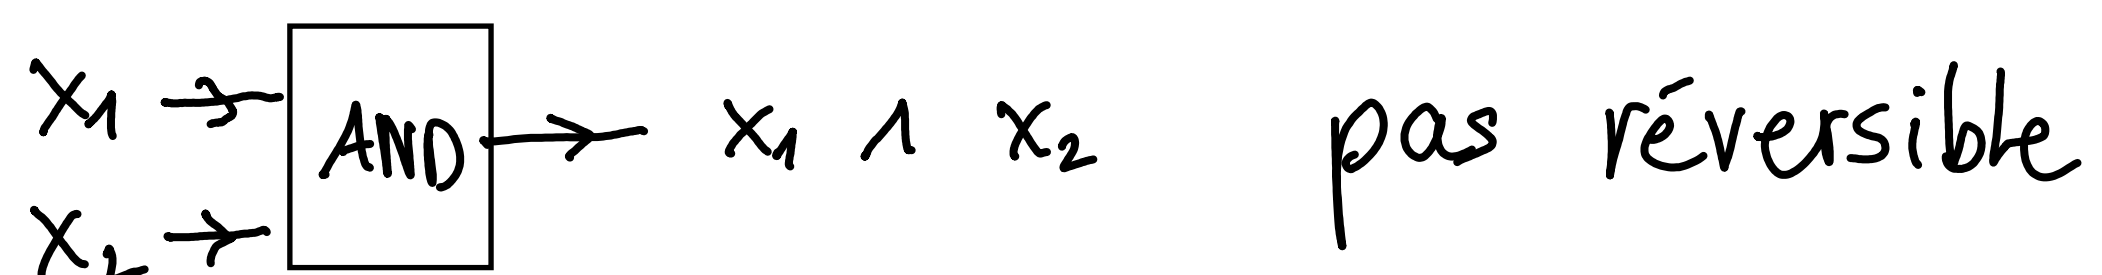 x₁ → AND → x₁ ∧ x₂ pas réversible
x₂ →